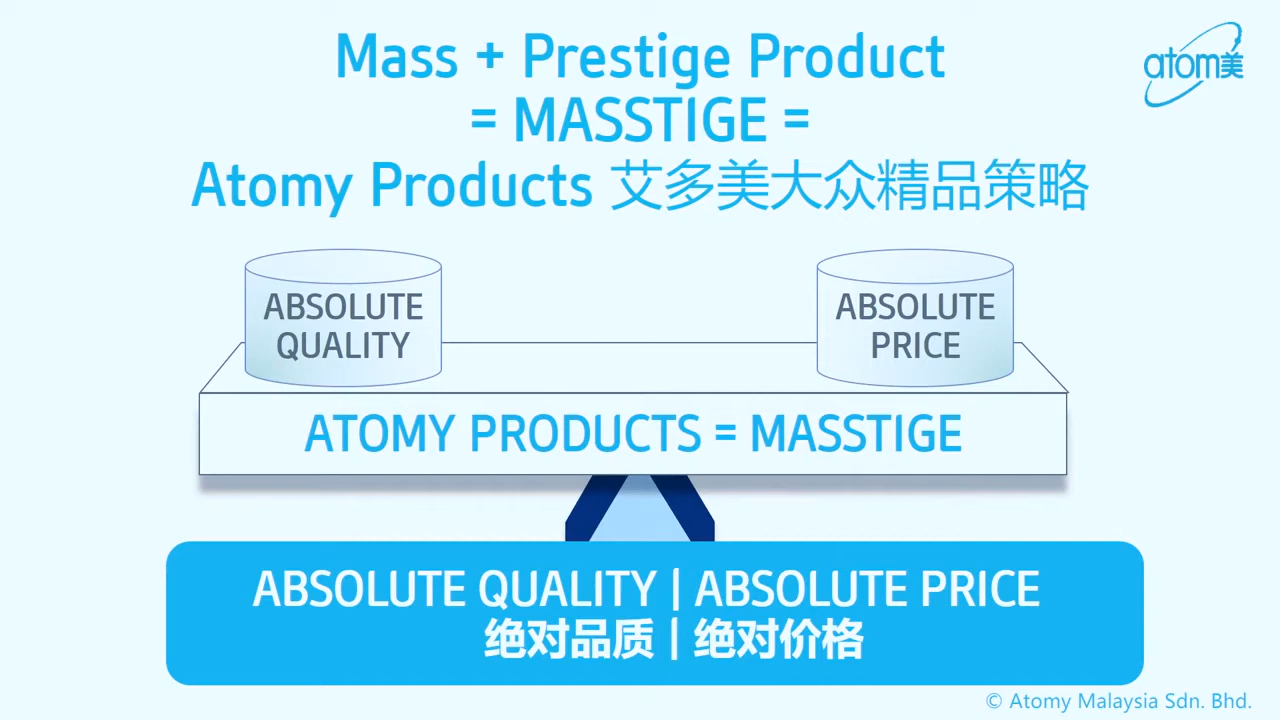 Mass + Prestige Product
= MASSTIGE =
Atomy Products 艾多美大众精品策略
atom美
ABSOLUTE
QUALITY
ABSOLUTE
PRICE
ATOMY PRODUCTS = MASSTIGE
ABSOLUTE QUALITY | ABSOLUTE PRICE
绝对品质 | 绝对价格
© Atomy Malaysia Sdn. Bhd.